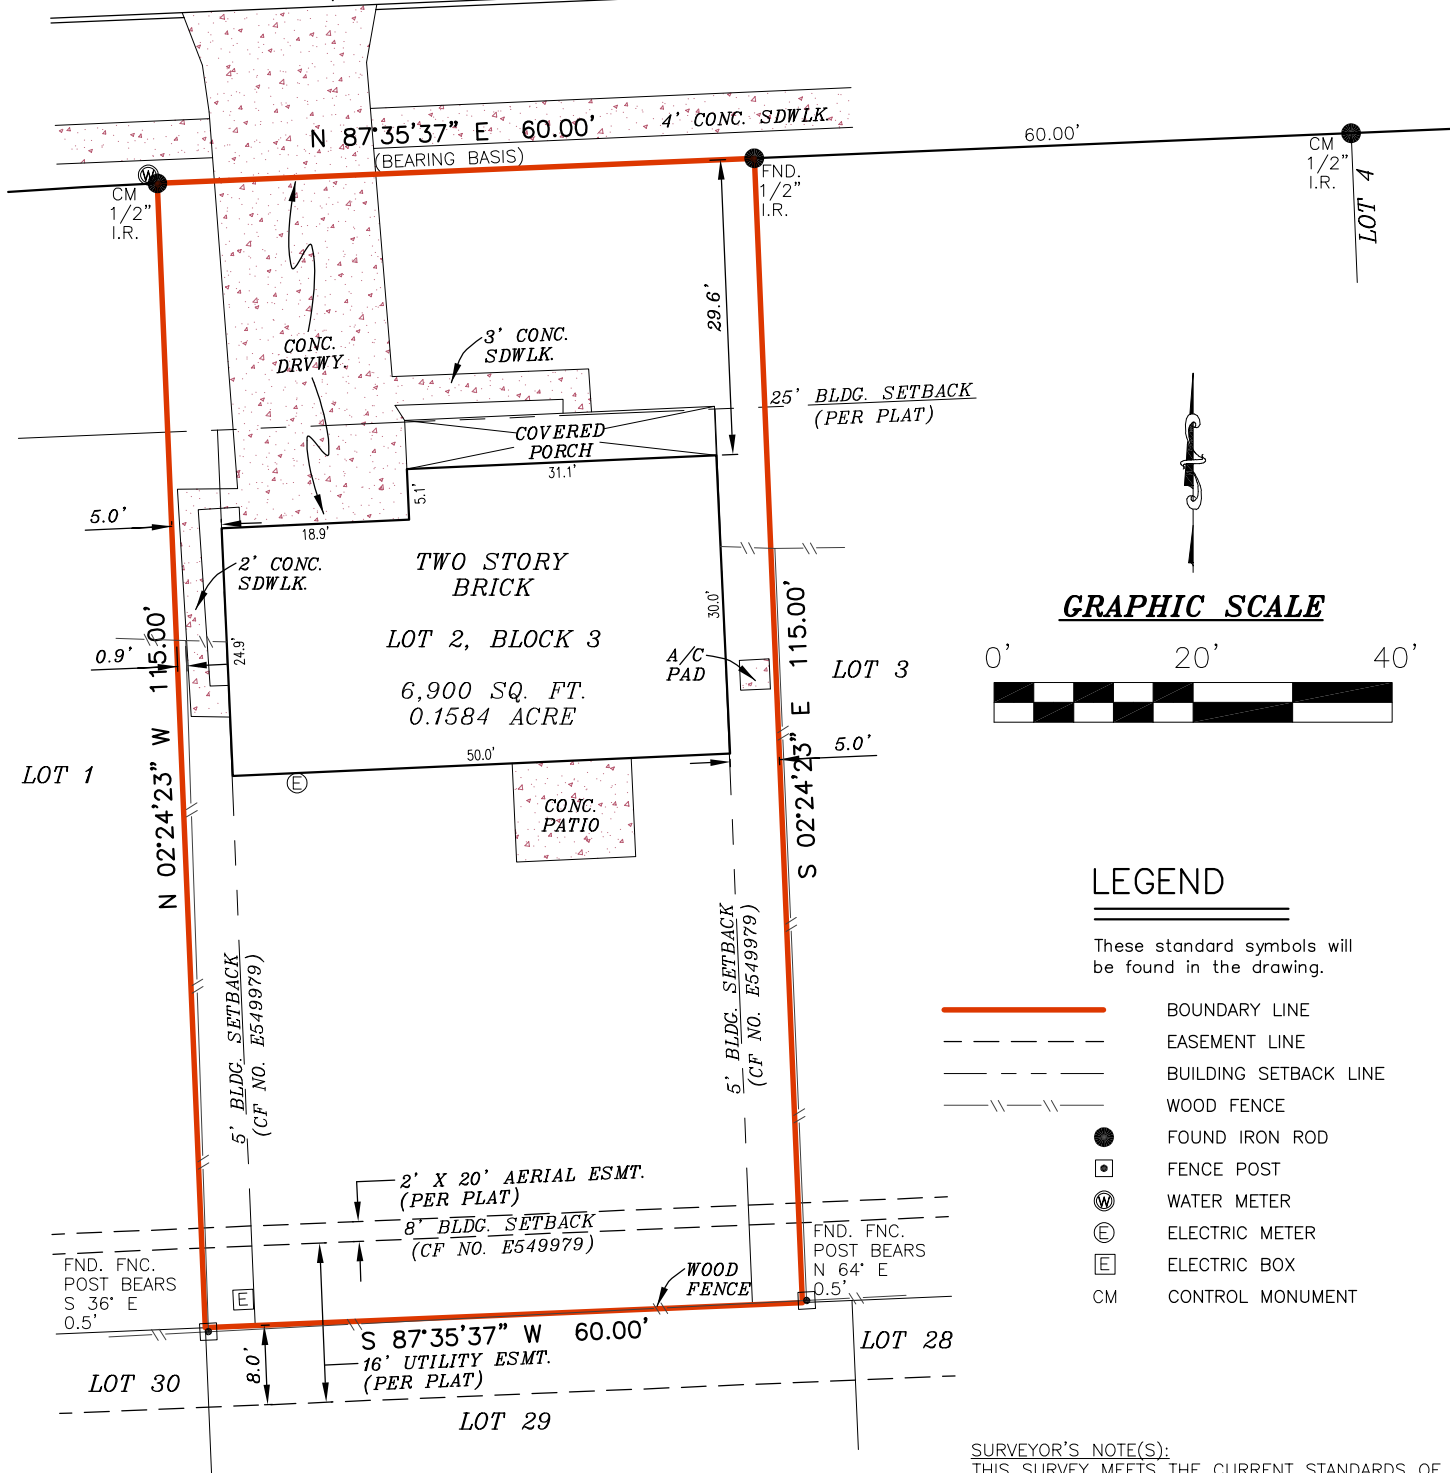 N 87°35'37" E 60.00'
(BEARING BASIS)
4' CONC. SDWLK.
60.00'
W
CM
1/2"
I.R.
FND.
1/2"
I.R.
CM
1/2"
I.R.
LOT 4
29.6'
CONC.
DRVWY.
3' CONC.
SDWLK.
25' BLDG. SETBACK
(PER PLAT)
COVERED
PORCH
31.1'
5.1'
18.9'
5.0'
2' CONC.
SDWLK.
TWO STORY
BRICK
LOT 2, BLOCK 3
6,900 SQ. FT.
0.1584 ACRE
24.9'
30.0'
0.9'
A/C
PAD
LOT 3
5.0'
50.0'
LOT 1
E
CONC.
PATIO
N 02°24'23" W 115.00'
S 02°24'23" E 115.00'
GRAPHIC SCALE
0' 20' 40'
5' BLDG. SETBACK
(CF NO. E549979)
5' BLDG. SETBACK
(CF NO. E549979)
2' X 20' AERIAL ESMT.
(PER PLAT)
8' BLDG. SETBACK
(CF NO. E549979)
FND. FNC.
POST BEARS
S 36° E
0.5'
E
WOOD
FENCE
FND. FNC.
POST BEARS
N 64° E
0.5'
S 87°35'37" W 60.00'
8.0'
16' UTILITY ESMT.
(PER PLAT)
LOT 28
LOT 30
LOT 29
LEGEND
These standard symbols will
be found in the drawing.
BOUNDARY LINE
EASEMENT LINE
BUILDING SETBACK LINE
WOOD FENCE
FOUND IRON ROD
FENCE POST
W WATER METER
E ELECTRIC METER
E ELECTRIC BOX
CM CONTROL MONUMENT
SURVEYOR'S NOTE(S):
THIS SURVEY MEETS THE CURRENT STANDARDS OF